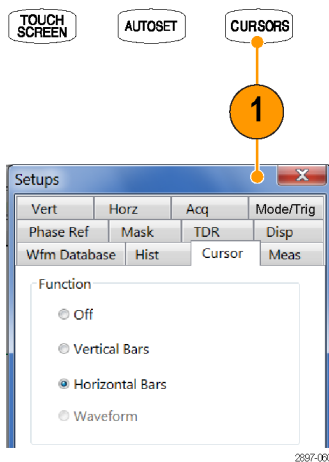 TOUCH SCREEN AUTOSET CURSORS
1
Setups
Vert Horz Acq Mode/Trig
Phase Ref Mask TDR Disp
Wfm Database Hist Cursor Meas
Function
Off
Vertical Bars
Horizontal Bars
Waveform